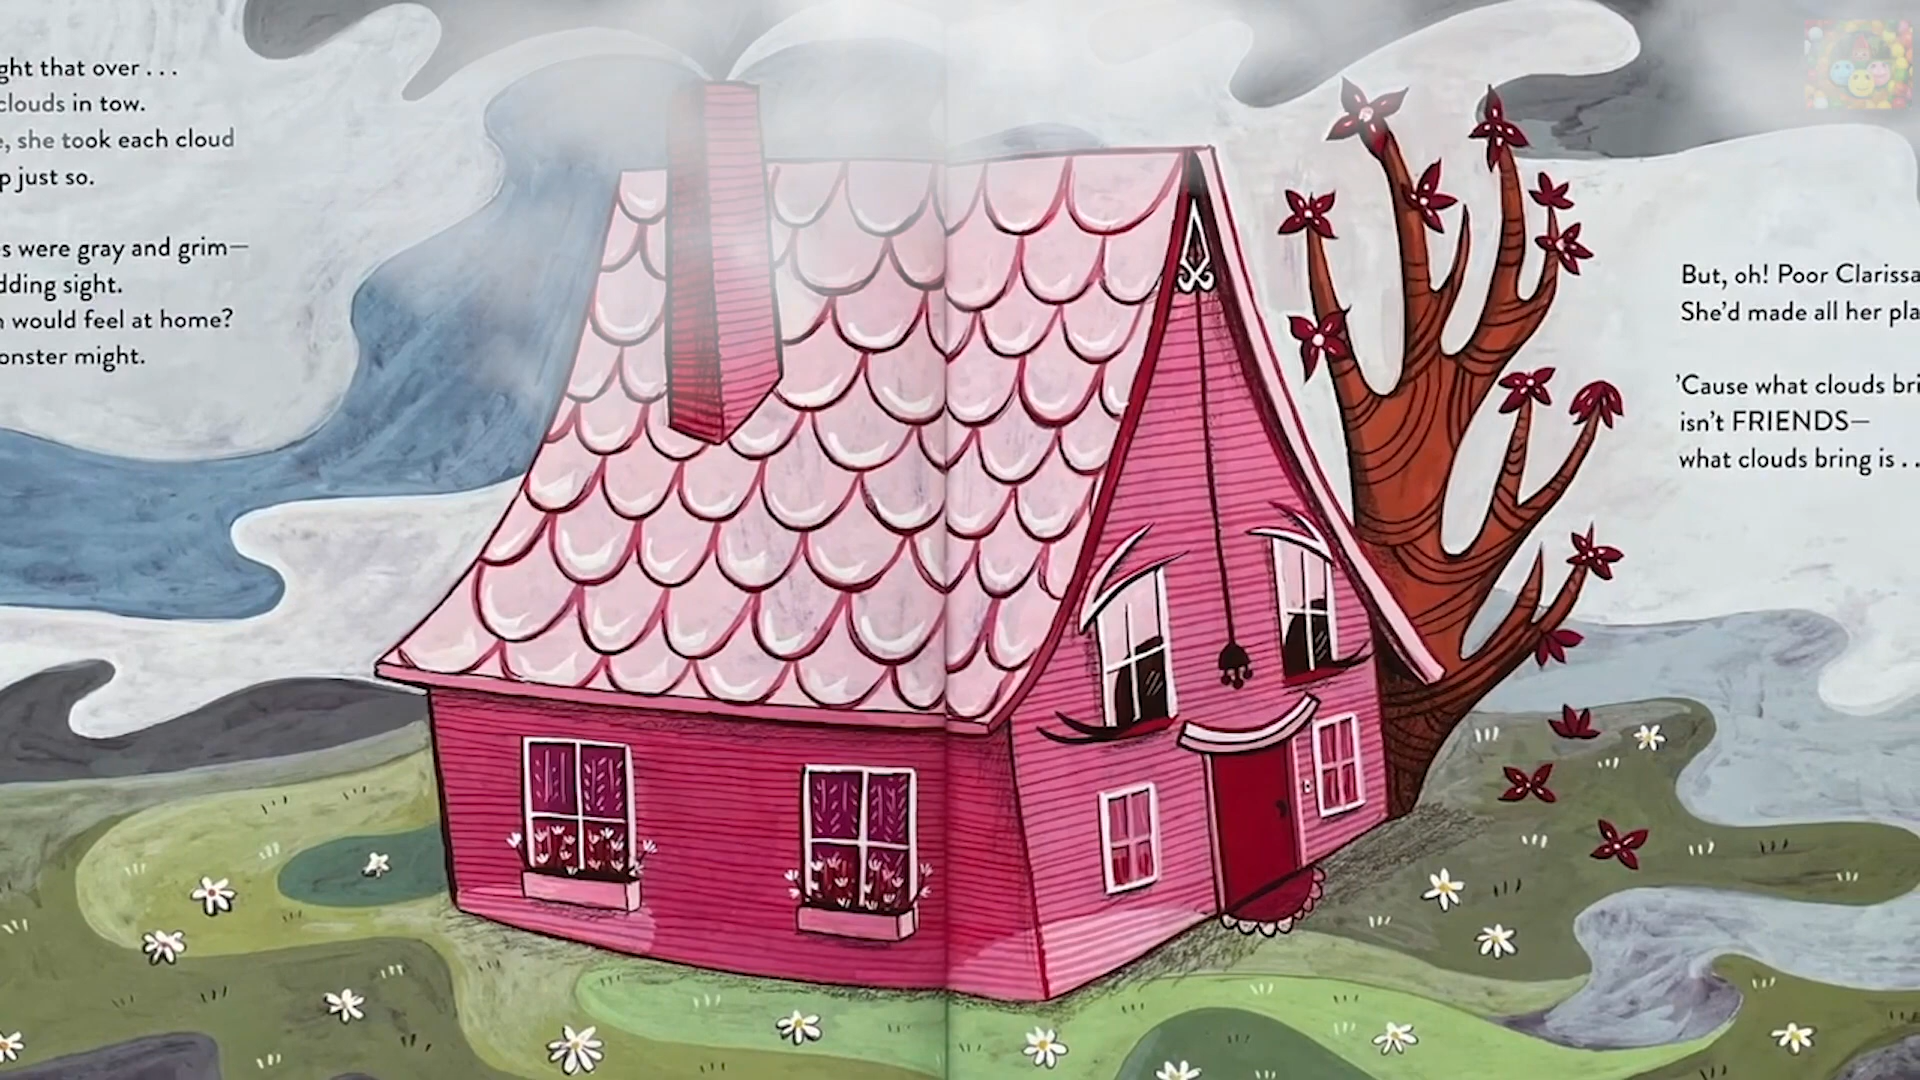 ght that over . . .
clouds in tow.
she took each cloud
p just so.
s were gray and grim—
dding sight.
would feel at home?
onster might.
But, oh! Poor Clarissa
She'd made all her pla
'Cause what clouds bri
isn't FRIENDS—
what clouds bring is . .